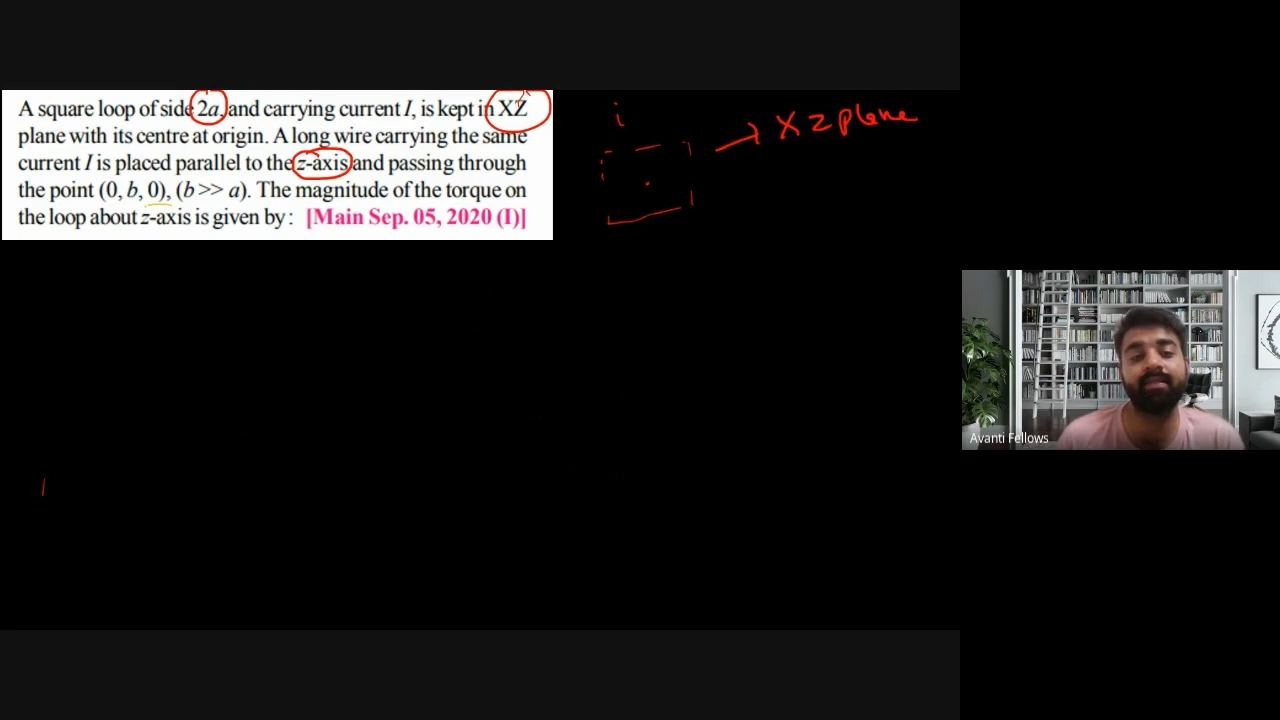 A square loop of side 2a, and carrying current I, is kept in XZ
plane with its centre at origin. A long wire carrying the same
current I is placed parallel to the z-axis and passing through
the point (0, b, 0), (b >> a). The magnitude of the torque on
the loop about z-axis is given by : [Main Sep. 05, 2020 (I)]
i
X Z plane
Avanti Fellows